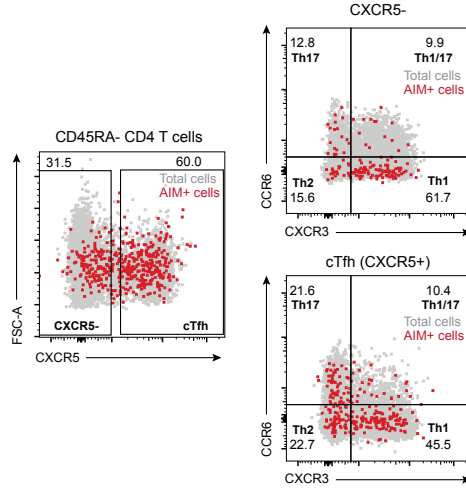 CD45RA- CD4 T cells
31.5
60.0
Total cells
AIM+ cells
CXCR5-
cTfh
FSC-A
CXCR5
CXCR5-
12.8
9.9
Th17
Th1/17
Total cells
AIM+ cells
Th2
Th1
15.6
61.7
CCR6
CXCR3
cTfh (CXCR5+)
21.6
10.4
Th17
Th1/17
Total cells
AIM+ cells
Th2
Th1
22.7
45.5
CCR6
CXCR3